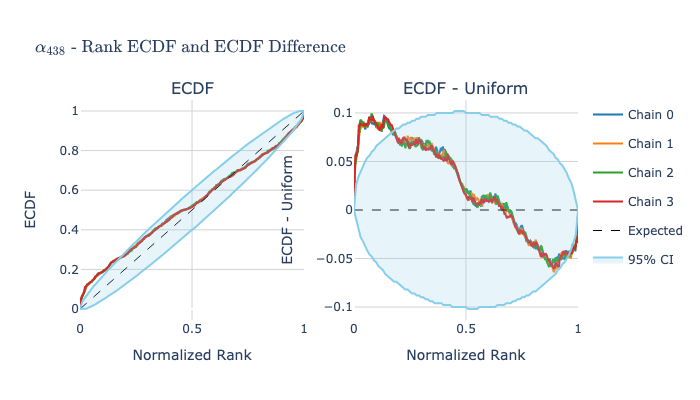 α438 - Rank ECDF and ECDF Difference
ECDF
ECDF
1
0.8
0.6
0.4
0.2
0
0.5
1
Normalized Rank
ECDF - Uniform
ECDF - Uniform
0.1
0.05
0
−0.05
−0.1
0
0.5
1
Normalized Rank
Chain 0
Chain 1
Chain 2
Chain 3
Expected
95% CI